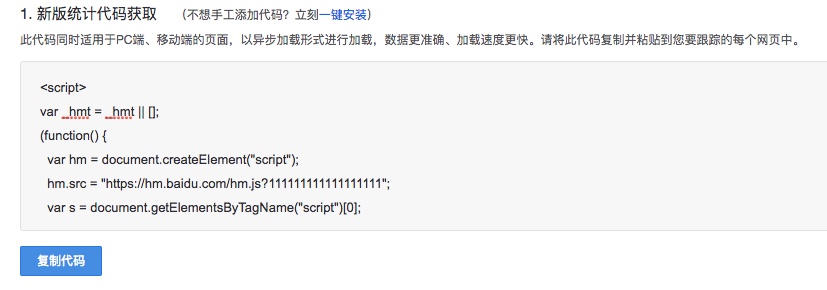 1. 新版统计代码获取 （不想手工添加代码？立刻一键安装）
此代码同时适用于PC端、移动端的页面，以异步加载形式进行加载，数据更准确、加载速度更快。请将此代码复制并粘贴到您要跟踪的每个网页中。
<script>
var _hmt = _hmt || [];
(function() {
  var hm = document.createElement("script");
  hm.src = "https://hm.baidu.com/hm.js?111111111111111111";
  var s = document.getElementsByTagName("script")[0];
复制代码